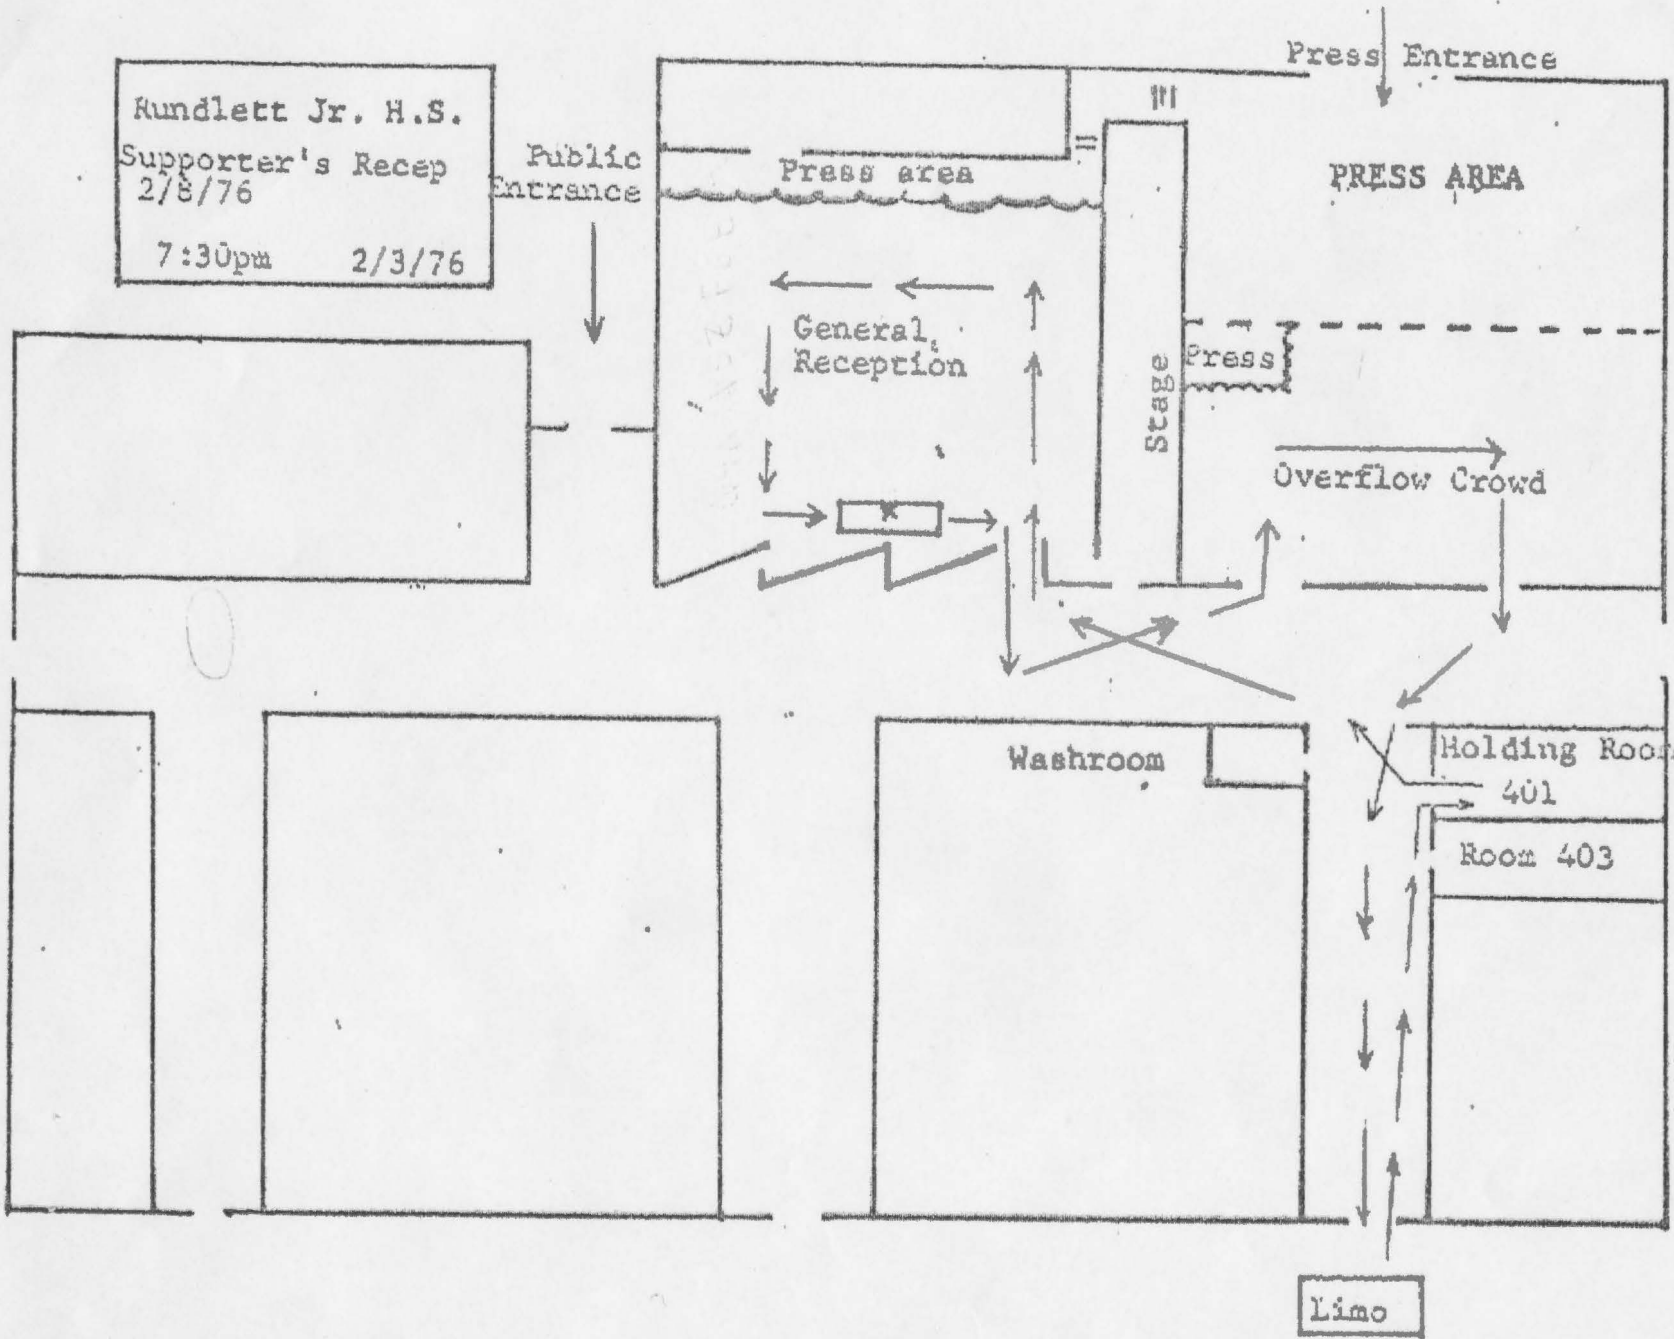 Rundlett Jr. H.S.
Supporter's Recep
2/8/76
7:30pm 2/3/76
Public
Entrance
Press Entrance
Press area
PRESS AREA
General
Reception
Stage
Press
Overflow Crowd
x
Washroom
Holding Room
401
Room 403
Limo